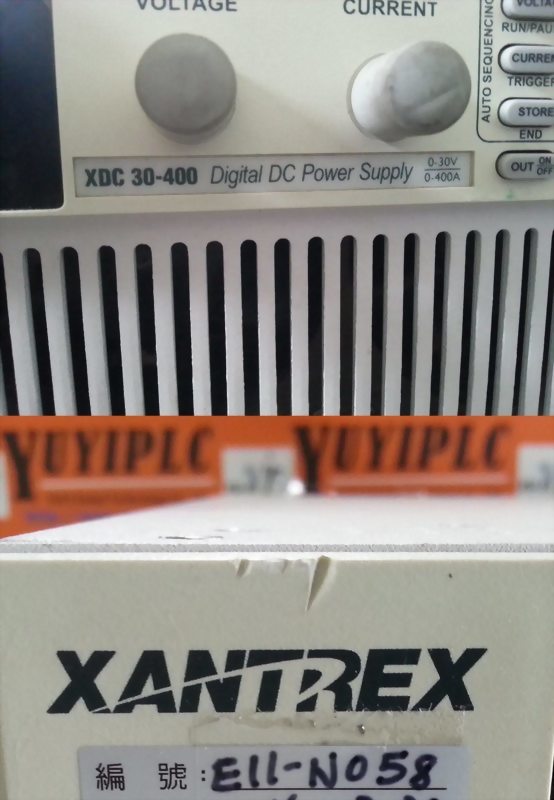 VOLTAGE
CURRENT
AUTO SEQUENCING
RUN/PAU
CURREN
TRIGGER
STORE
END
OUT ON OFF
XDC 30-400 Digital DC Power Supply 0-30V 0-400A
YUYIPLC YUYIPLC
XANTREX
編 號:E11-N058